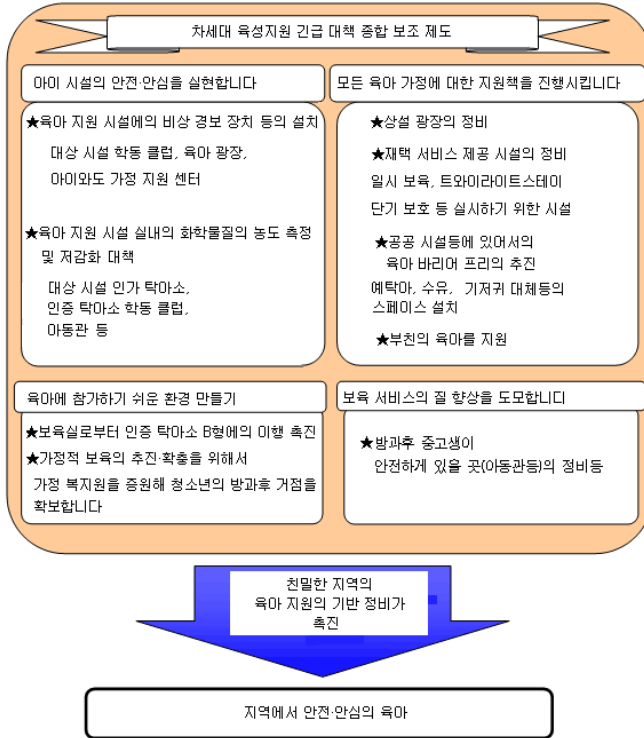 차세대 육성지원 긴급 대책 종합 보조 제도
아이 시설의 안전·안심을 실현합니다
★육아 지원 시설에의 비상 경보 장치 등의 설치
대상 시설 학동 클럽, 육아 광장,
아이와도 가정 지원 센터
★육아 지원 시설 실내의 화학물질의 농도 측정
및 저감화 대책
대상 시설 인가 탁아소,
인증 탁아소 학동 클럽,
아동관 등
모든 육아 가정에 대한 지원책을 진행시킵니다
★상설 광장의 정비
★재택 서비스 제공 시설의 정비
일시 보육, 트와이라이트스테이
단기 보호 등 실시하기 위한 시설
★공공 시설등에 있어서의
육아 바리어 프리의 추진
예탁아, 수유, 기저귀 대체등의
스페이스 설치
★부친의 육아를 지원
육아에 참가하기 쉬운 환경 만들기
★보육실로부터 인증 탁아소 B형에의 이행 촉진
★가정적 보육의 추진·확충을 위해서
가정 복지원을 증원해 청소년의 방과후 거점을
확보합니다
보육 서비스의 질 향상을 도모합니디
★방과후 중고생이
안전하게 있을 곳(아동관등)의 정비등
친밀한 지역의
육아 지원의 기반 정비가
촉진
지역에서 안전·안심의 육아